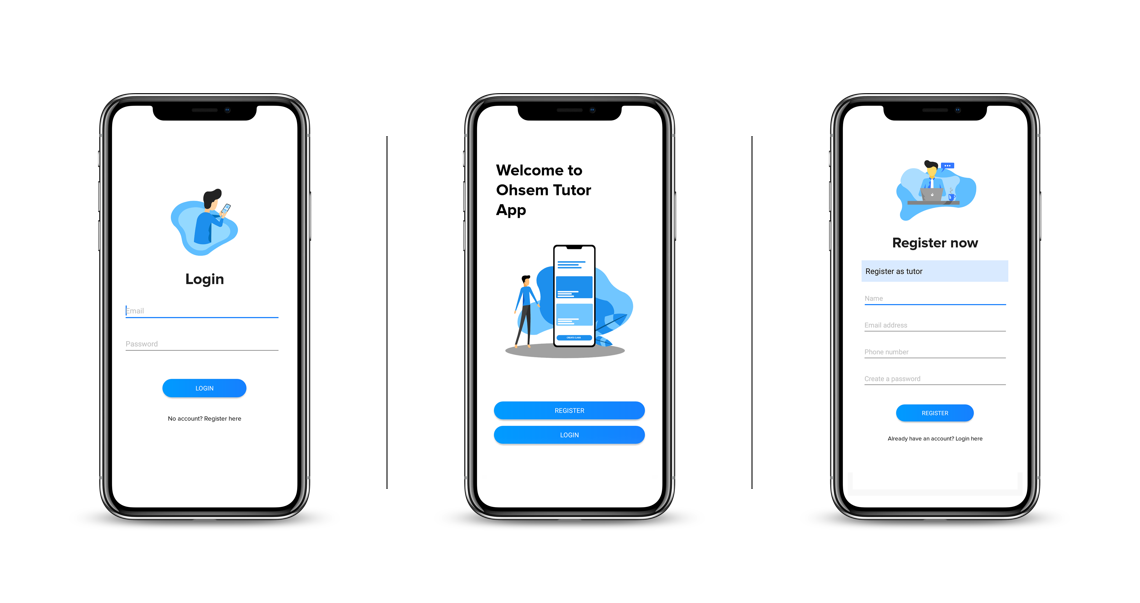 Login
Email
Password
LOGIN
No account? Register here
Welcome to
Ohsem Tutor
App
REGISTER
LOGIN
Register now
Register as tutor
Name
Email address
Phone number
Create a password
REGISTER
Already have an account? Login here